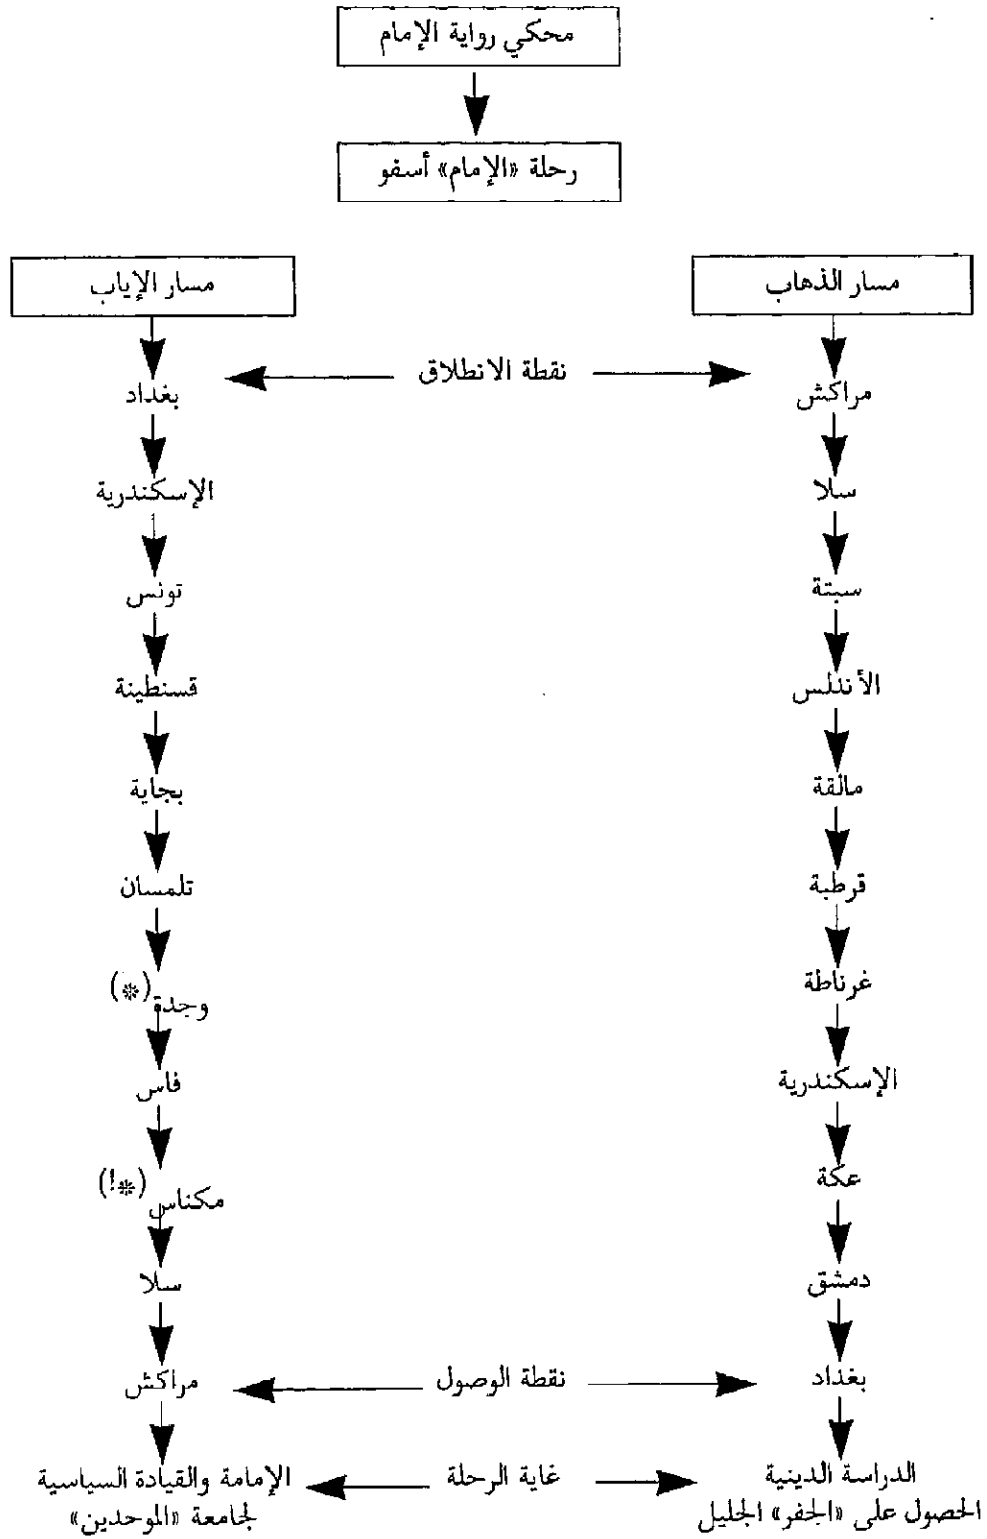 محكي رواية الإمام
رحلة «الإمام» أسفو
مسار الذهاب
مسار الإياب
نقطة الانطلاق
مراكش
بغداد
سلا
الإسكندرية
سبتة
تونس
الأندلس
قسنطينة
مالقة
بجاية
قرطبة
تلمسان
غرناطة
وجدة (*)
الإسكندرية
فاس
عكة
مكناس (*!)
دمشق
سلا
بغداد
نقطة الوصول
مراكش
الدراسة الدينية
الحصول على «الجفر» الجليل
غاية الرحلة
الإمامة والقيادة السياسية
لجامعة «الموحدين»